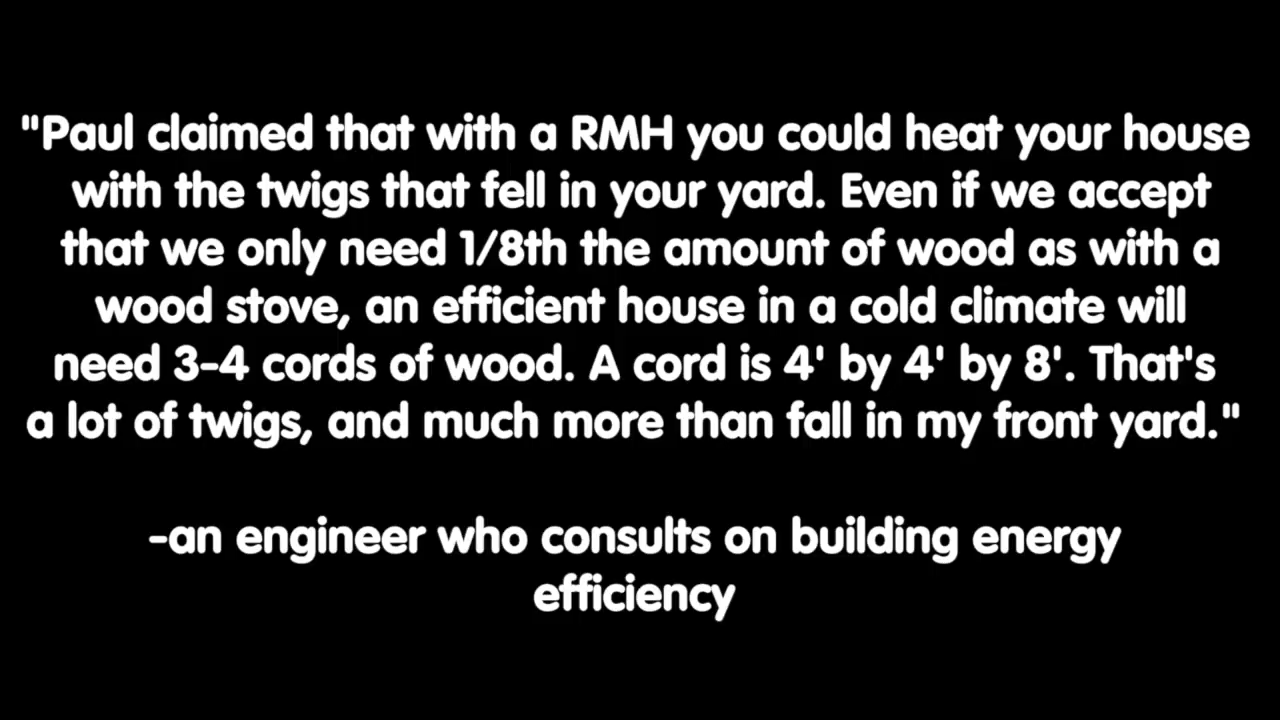 "Paul claimed that with a RMH you could heat your house
with the twigs that fell in your yard. Even if we accept
that we only need 1/8th the amount of wood as with a
wood stove, an efficient house in a cold climate will
need 3-4 cords of wood. A cord is 4' by 4' by 8'. That's
a lot of twigs, and much more than fall in my front yard."
-an engineer who consults on building energy
efficiency